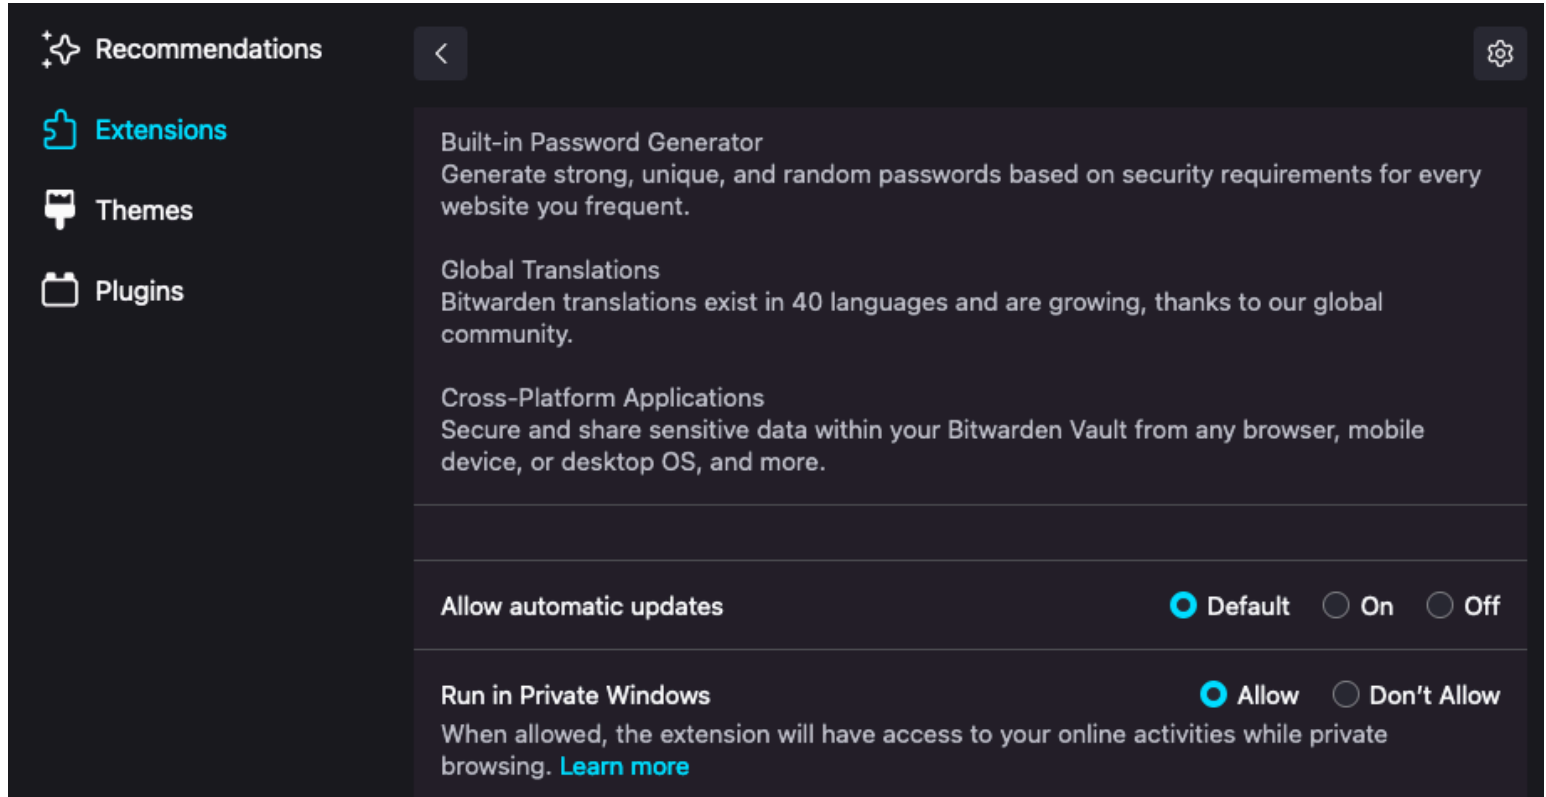 Recommendations
Extensions
Themes
Plugins
Built-in Password Generator
Generate strong, unique, and random passwords based on security requirements for every
website you frequent.
Global Translations
Bitwarden translations exist in 40 languages and are growing, thanks to our global
community.
Cross-Platform Applications
Secure and share sensitive data within your Bitwarden Vault from any browser, mobile
device, or desktop OS, and more.
Allow automatic updates Default On Off
Run in Private Windows Allow Don't Allow
When allowed, the extension will have access to your online activities while private
browsing. Learn more